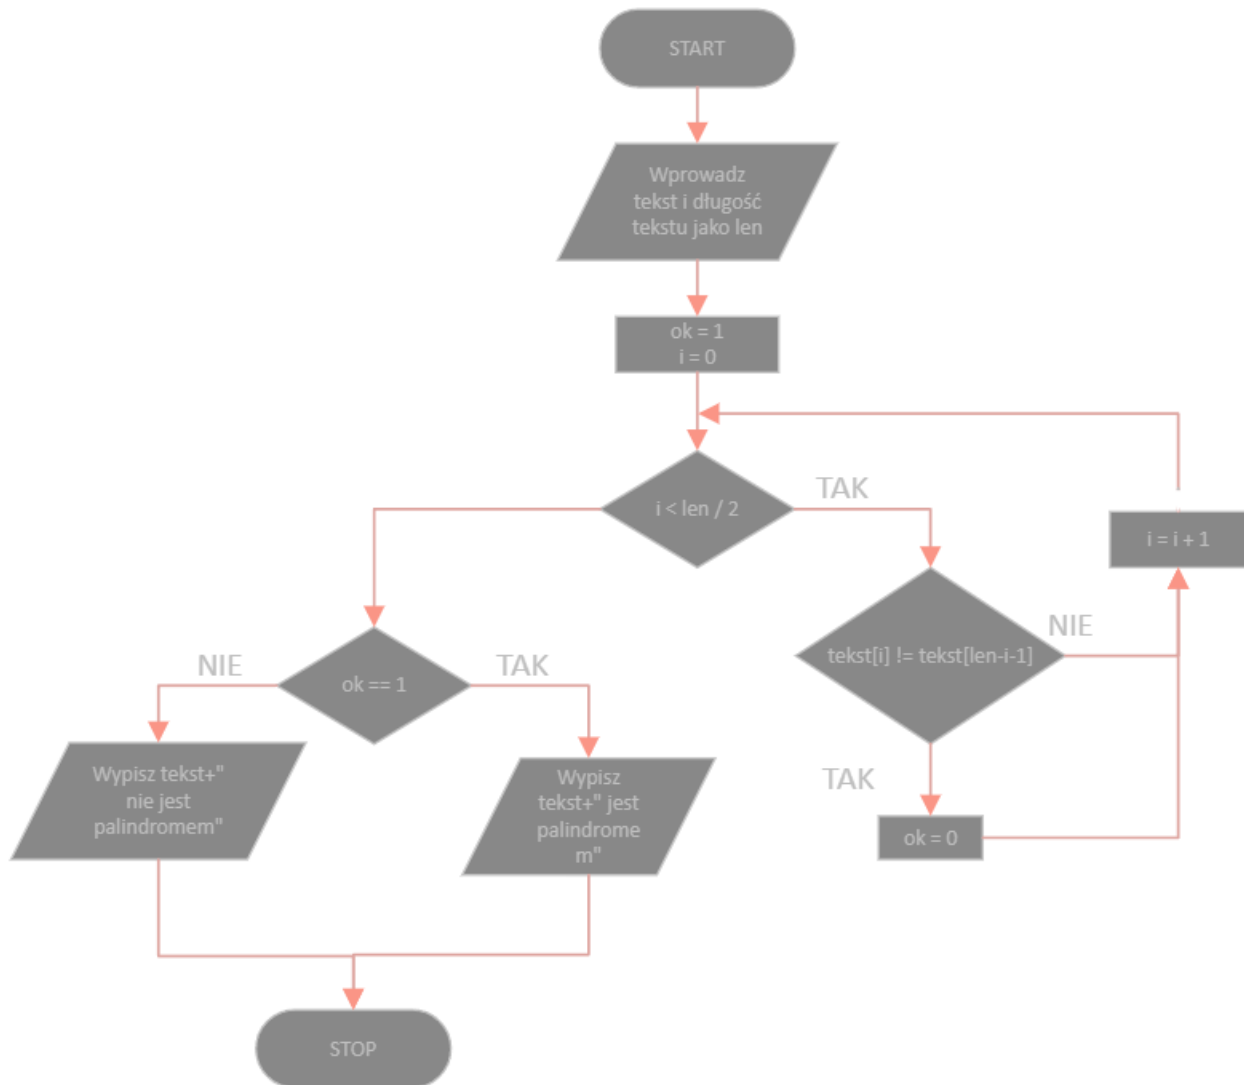 START
Wprowadz
tekst i długość
tekstu jako len
ok = 1
i = 0
i < len / 2
TAK
i = i + 1
tekst[i] != tekst[len-i-1]
NIE
TAK
ok = 0
ok == 1
NIE
TAK
Wypisz tekst+"
nie jest
palindromem"
Wypisz
tekst+" jest
palindrome
m"
STOP